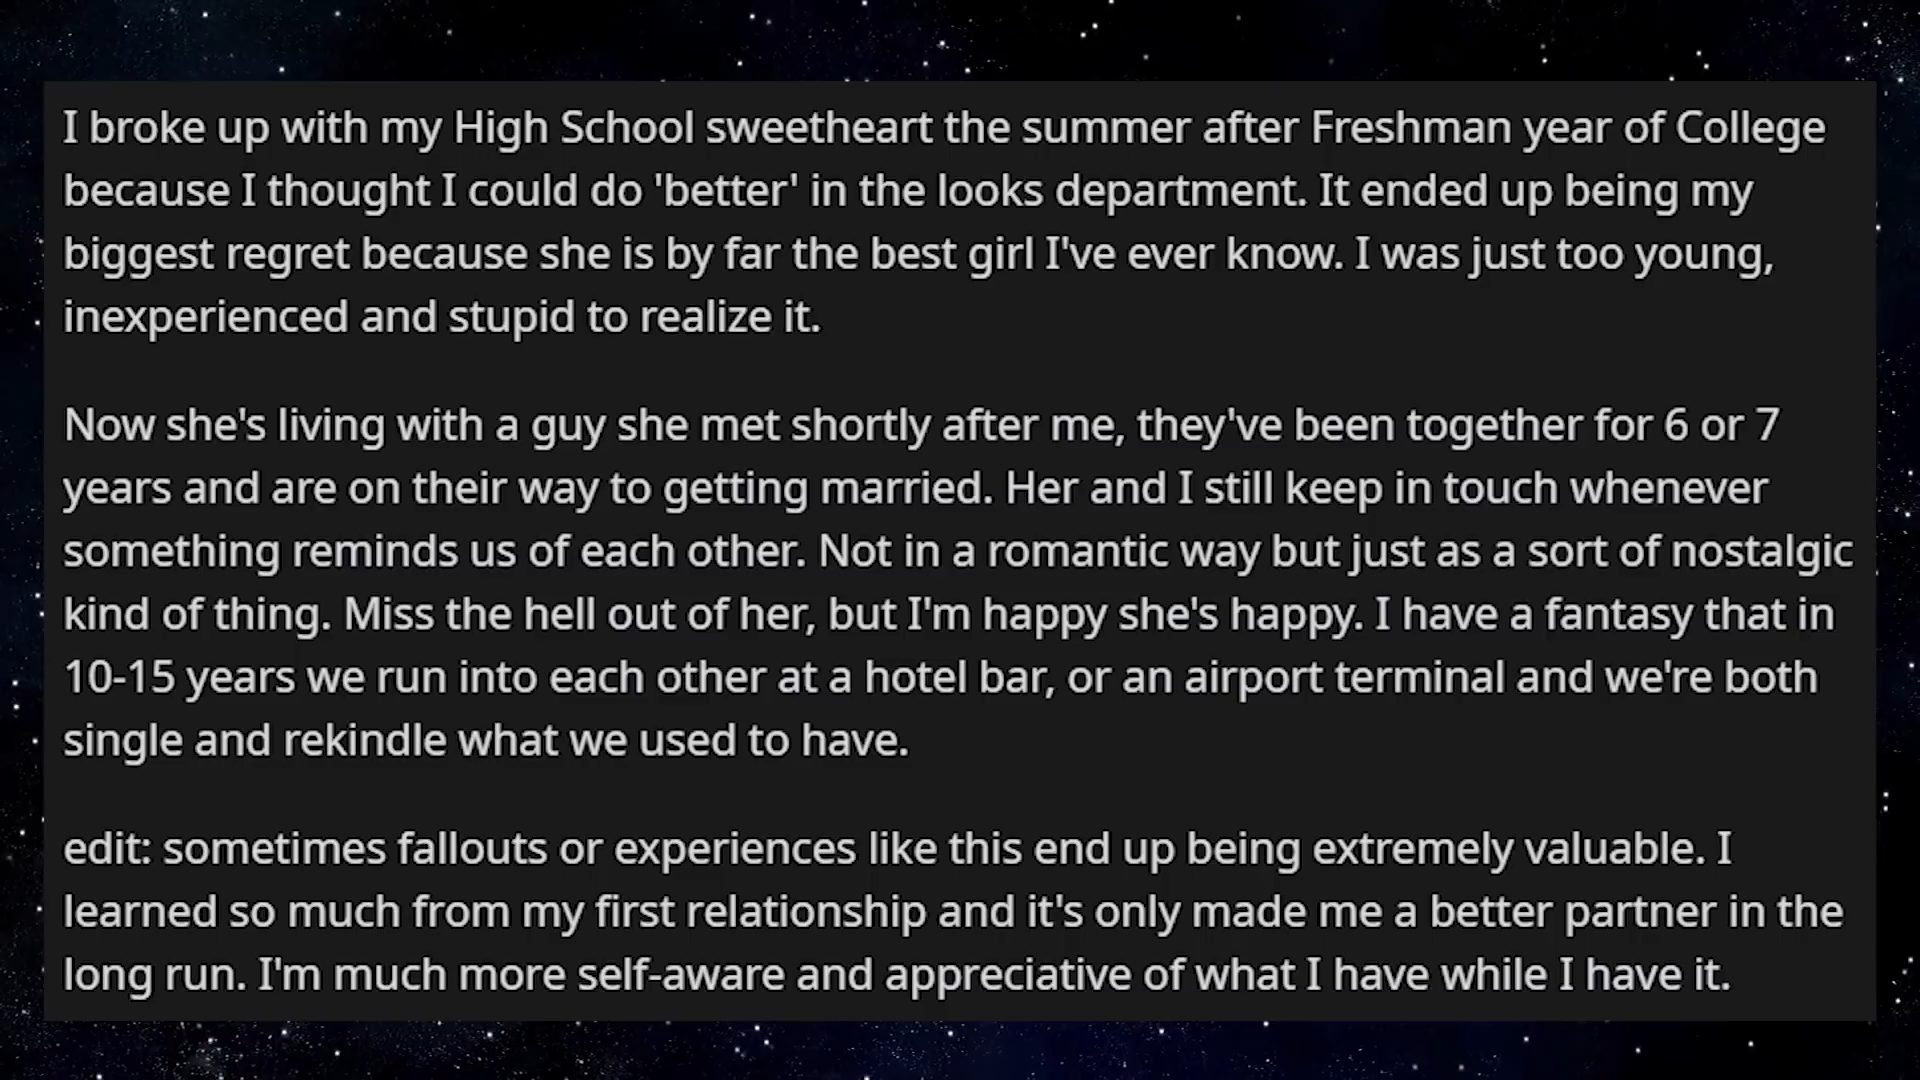 I broke up with my High School sweetheart the summer after Freshman year of College
because I thought I could do 'better' in the looks department. It ended up being my
biggest regret because she is by far the best girl I've ever know. I was just too young,
inexperienced and stupid to realize it.
Now she's living with a guy she met shortly after me, they've been together for 6 or 7
years and are on their way to getting married. Her and I still keep in touch whenever
something reminds us of each other. Not in a romantic way but just as a sort of nostalgic
kind of thing. Miss the hell out of her, but I'm happy she's happy. I have a fantasy that in
10-15 years we run into each other at a hotel bar, or an airport terminal and we're both
single and rekindle what we used to have.
edit: sometimes fallouts or experiences like this end up being extremely valuable. I
learned so much from my first relationship and it's only made me a better partner in the
long run. I'm much more self-aware and appreciative of what I have while I have it.